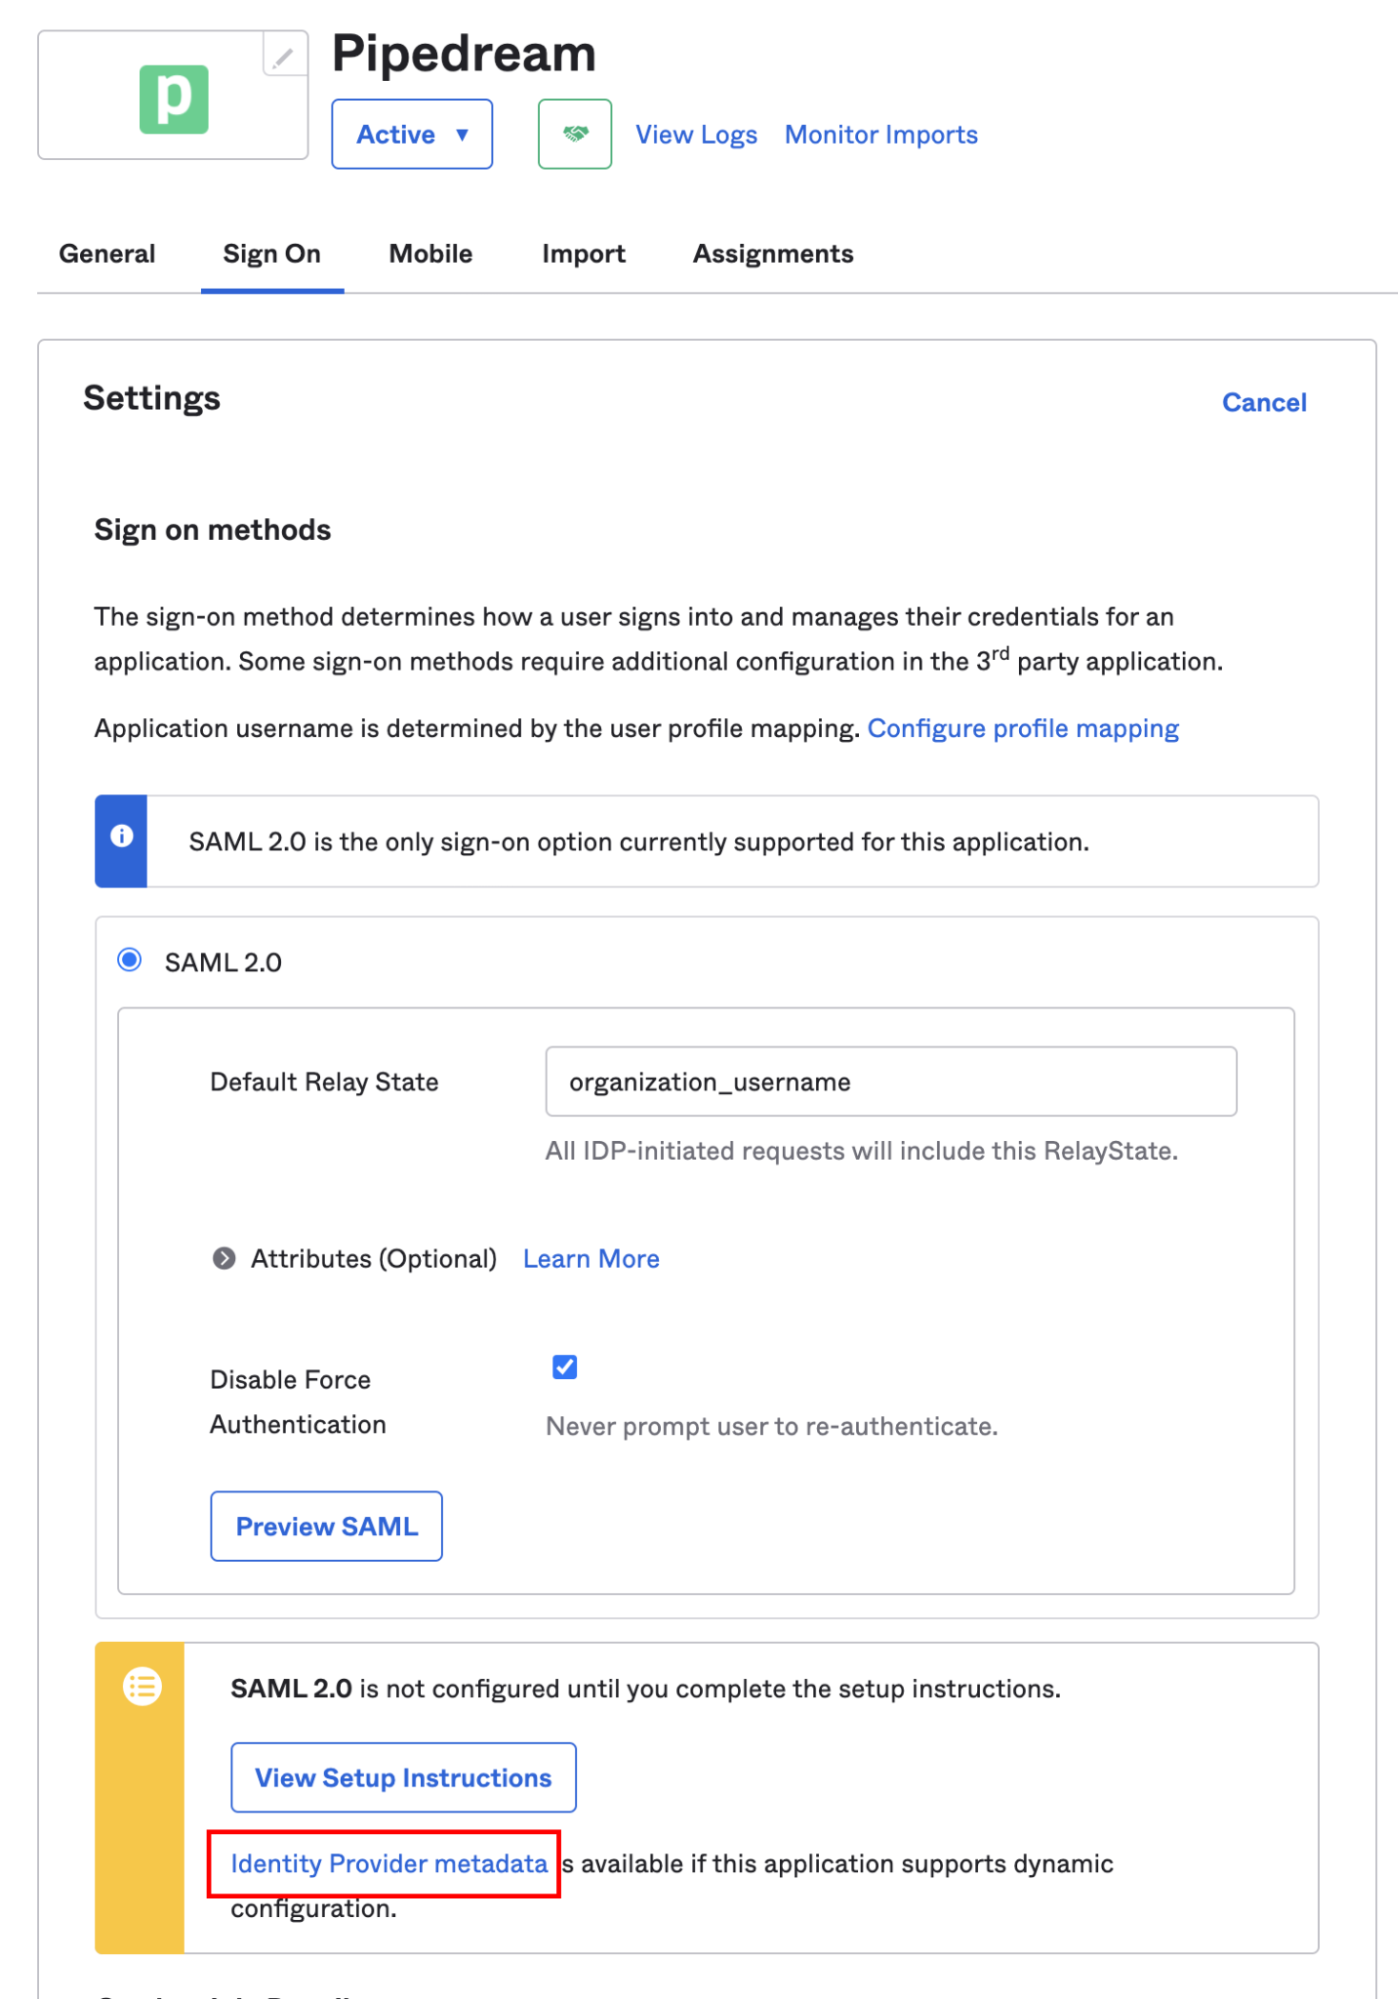 p
Pipedream
Active ▼
View Logs
Monitor Imports
General
Sign On
Mobile
Import
Assignments
Settings
Cancel
Sign on methods
The sign-on method determines how a user signs into and manages their credentials for an
application. Some sign-on methods require additional configuration in the 3rd party application.
Application username is determined by the user profile mapping. Configure profile mapping
SAML 2.0 is the only sign-on option currently supported for this application.
SAML 2.0
Default Relay State
organization_username
All IDP-initiated requests will include this RelayState.
Attributes (Optional) Learn More
Disable Force
Authentication
Never prompt user to re-authenticate.
Preview SAML
SAML 2.0 is not configured until you complete the setup instructions.
View Setup Instructions
Identity Provider metadata is available if this application supports dynamic
configuration.